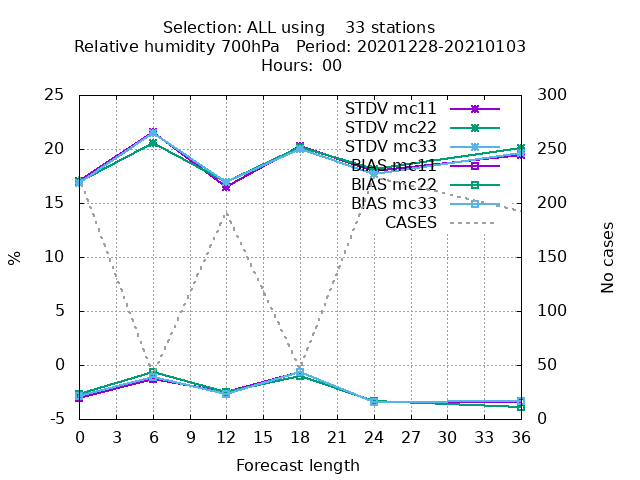 Selection: ALL using    33 stations
Relative humidity 700hPa   Period: 20201228-20210103
Hours: 00
25
20
15
10
5
0
-5
%
300
250
200
150
100
50
0
No cases
STDV mc11
STDV mc22
STDV mc33
BIAS mc11
BIAS mc22
BIAS mc33
CASES
0 3 6 9 12 15 18 21 24 27 30 33 36
Forecast length